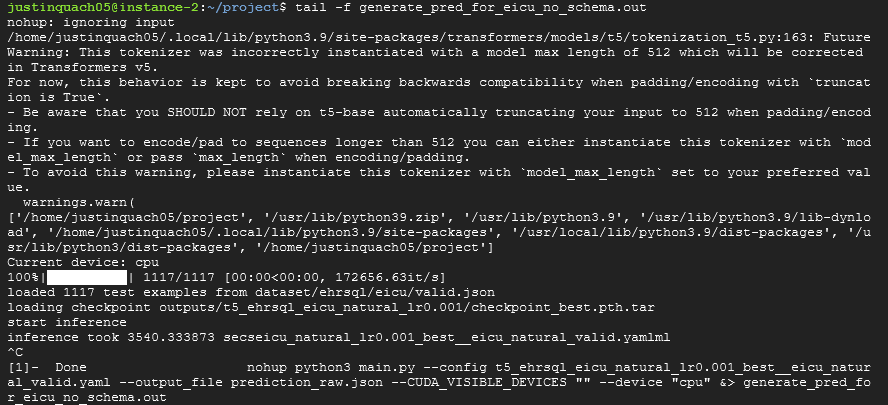 justinquach05@instance-2:~/project$ tail -f generate_pred_for_eicu_no_schema.out
nohup: ignoring input
/home/justinquach05/.local/lib/python3.9/site-packages/transformers/models/t5/tokenization_t5.py:163: Future
Warning: This tokenizer was incorrectly instantiated with a model max length of 512 which will be corrected
in Transformers v5.
For now, this behavior is kept to avoid breaking backwards compatibility when padding/encoding with `truncat
ion is True`.
- Be aware that you SHOULD NOT rely on t5-base automatically truncating your input to 512 when padding/encod
ing.
- If you want to encode/pad to sequences longer than 512 you can either instantiate this tokenizer with `mod
el_max_length` or pass `max_length` when encoding/padding.
- To avoid this warning, please instantiate this tokenizer with `model_max_length` set to your preferred val
ue.
  warnings.warn(
['/home/justinquach05/project', '/usr/lib/python39.zip', '/usr/lib/python3.9', '/usr/lib/python3.9/lib-dynlo
ad', '/home/justinquach05/.local/lib/python3.9/site-packages', '/usr/local/lib/python3.9/dist-packages', '/u
sr/lib/python3/dist-packages', '/home/justinquach05/project']
Current device: cpu
100%|██████████| 1117/1117 [00:00<00:00, 172656.63it/s]
loaded 1117 test examples from dataset/ehrsql/eicu/valid.json
loading checkpoint outputs/t5_ehrsql_eicu_natural_lr0.001/checkpoint_best.pth.tar
start inference
inference took 3540.333873 secseicu_natural_lr0.001_best__eicu_natural_valid.yamlml
^C
[1]-  Done                    nohup python3 main.py --config t5_ehrsql_eicu_natural_lr0.001_best__eicu_natur
al_valid.yaml --output_file prediction_raw.json --CUDA_VISIBLE_DEVICES "" --device "cpu" &> generate_pred_fo
r_eicu_no_schema.out